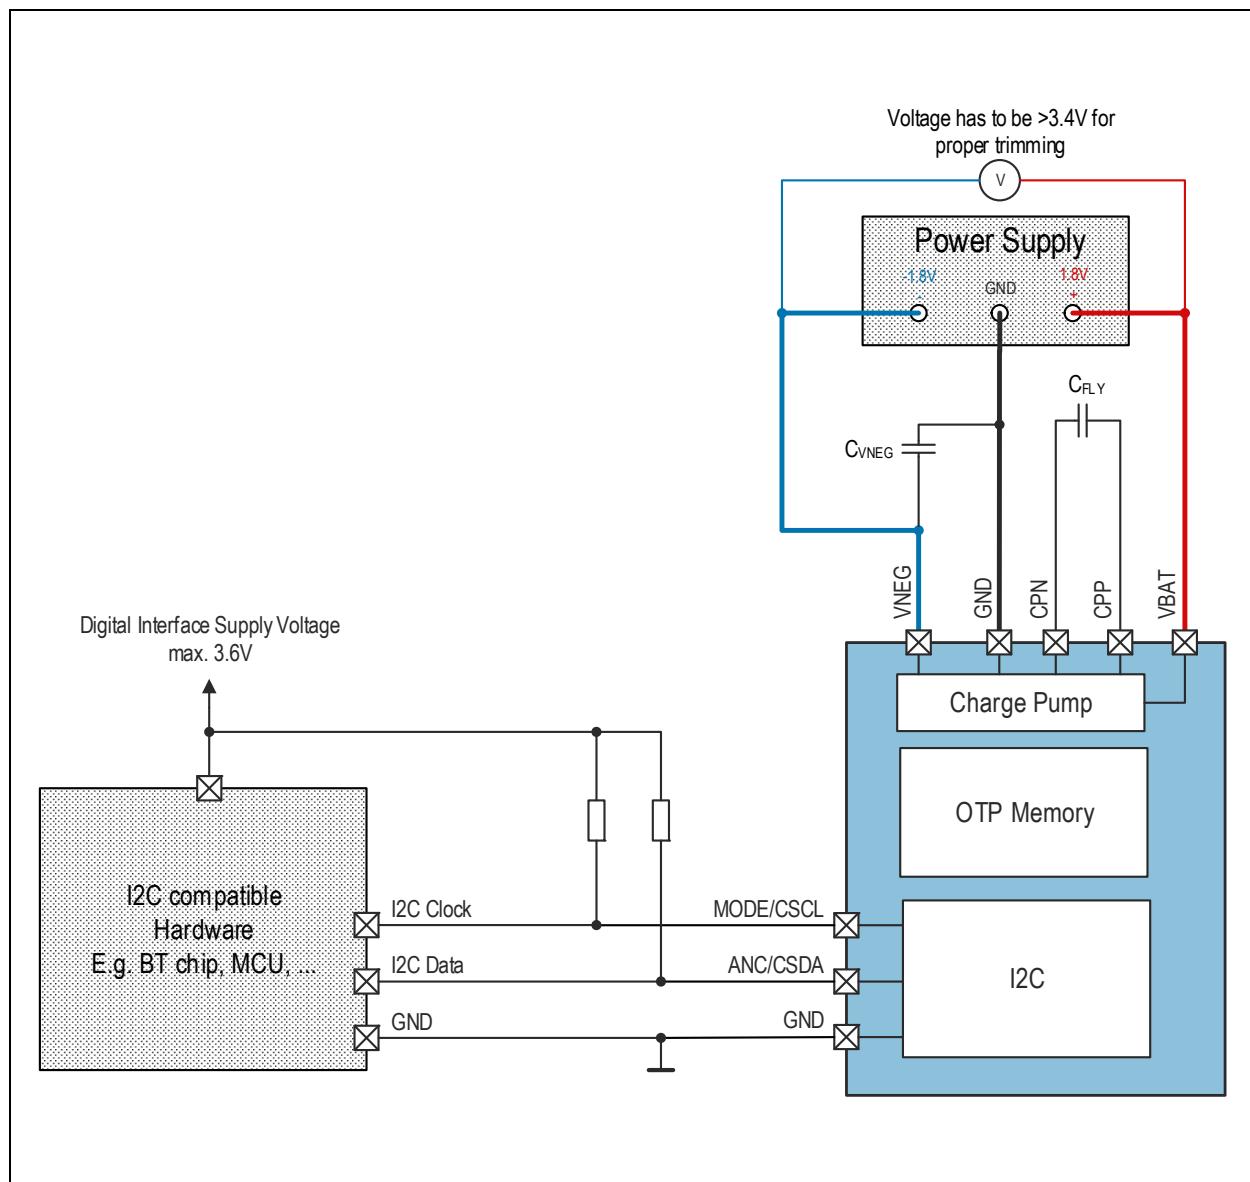 Voltage has to be >3.4V for
proper trimming
V
Power Supply
-1.8V
-
GND
1.8V
+
CFLY
CVNEG
VNEG
GND
CPN
CPP
VBAT
Digital Interface Supply Voltage
max. 3.6V
Charge Pump
OTP Memory
I2C compatible
Hardware
E.g. BT chip, MCU, ...
I2C Clock
MODE/CSCL
I2C Data
ANC/CSDA
I2C
GND
GND